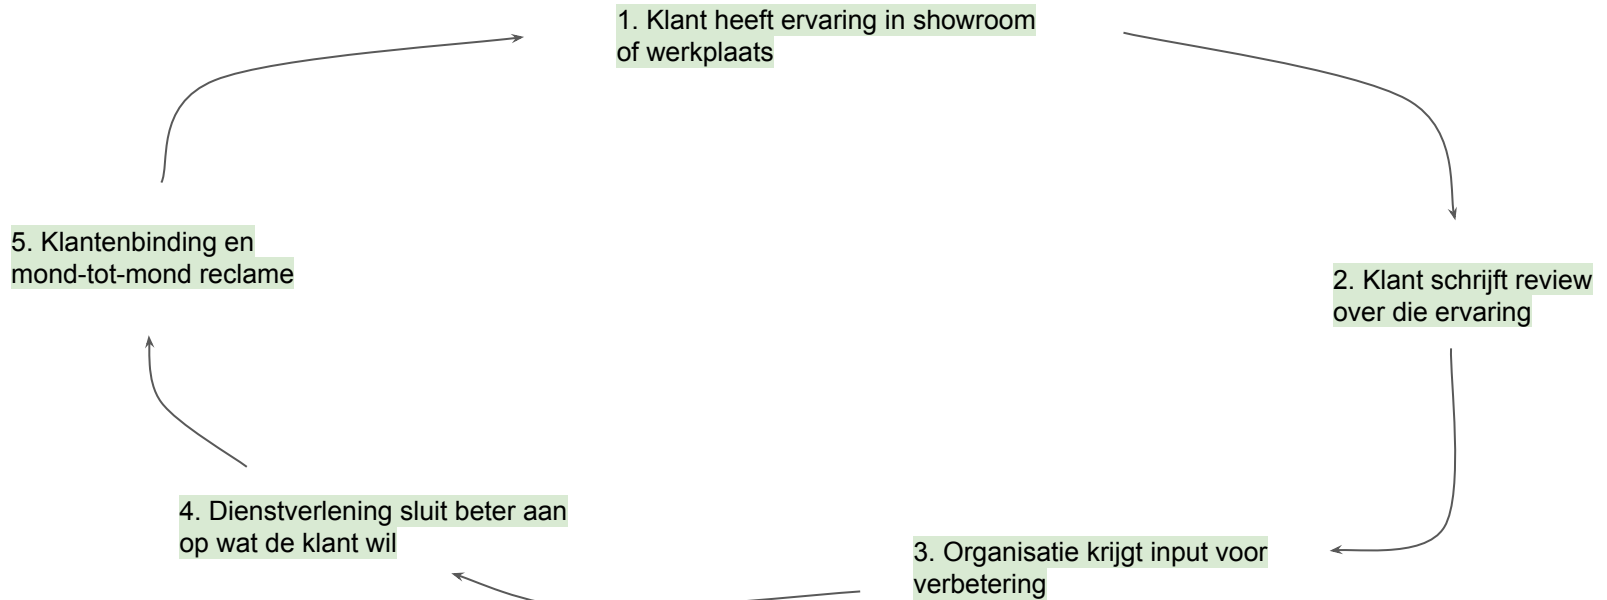 1. Klant heeft ervaring in showroom
of werkplaats
2. Klant schrijft review
over die ervaring
3. Organisatie krijgt input voor
verbetering
4. Dienstverlening sluit beter aan
op wat de klant wil
5. Klantenbinding en
mond-tot-mond reclame